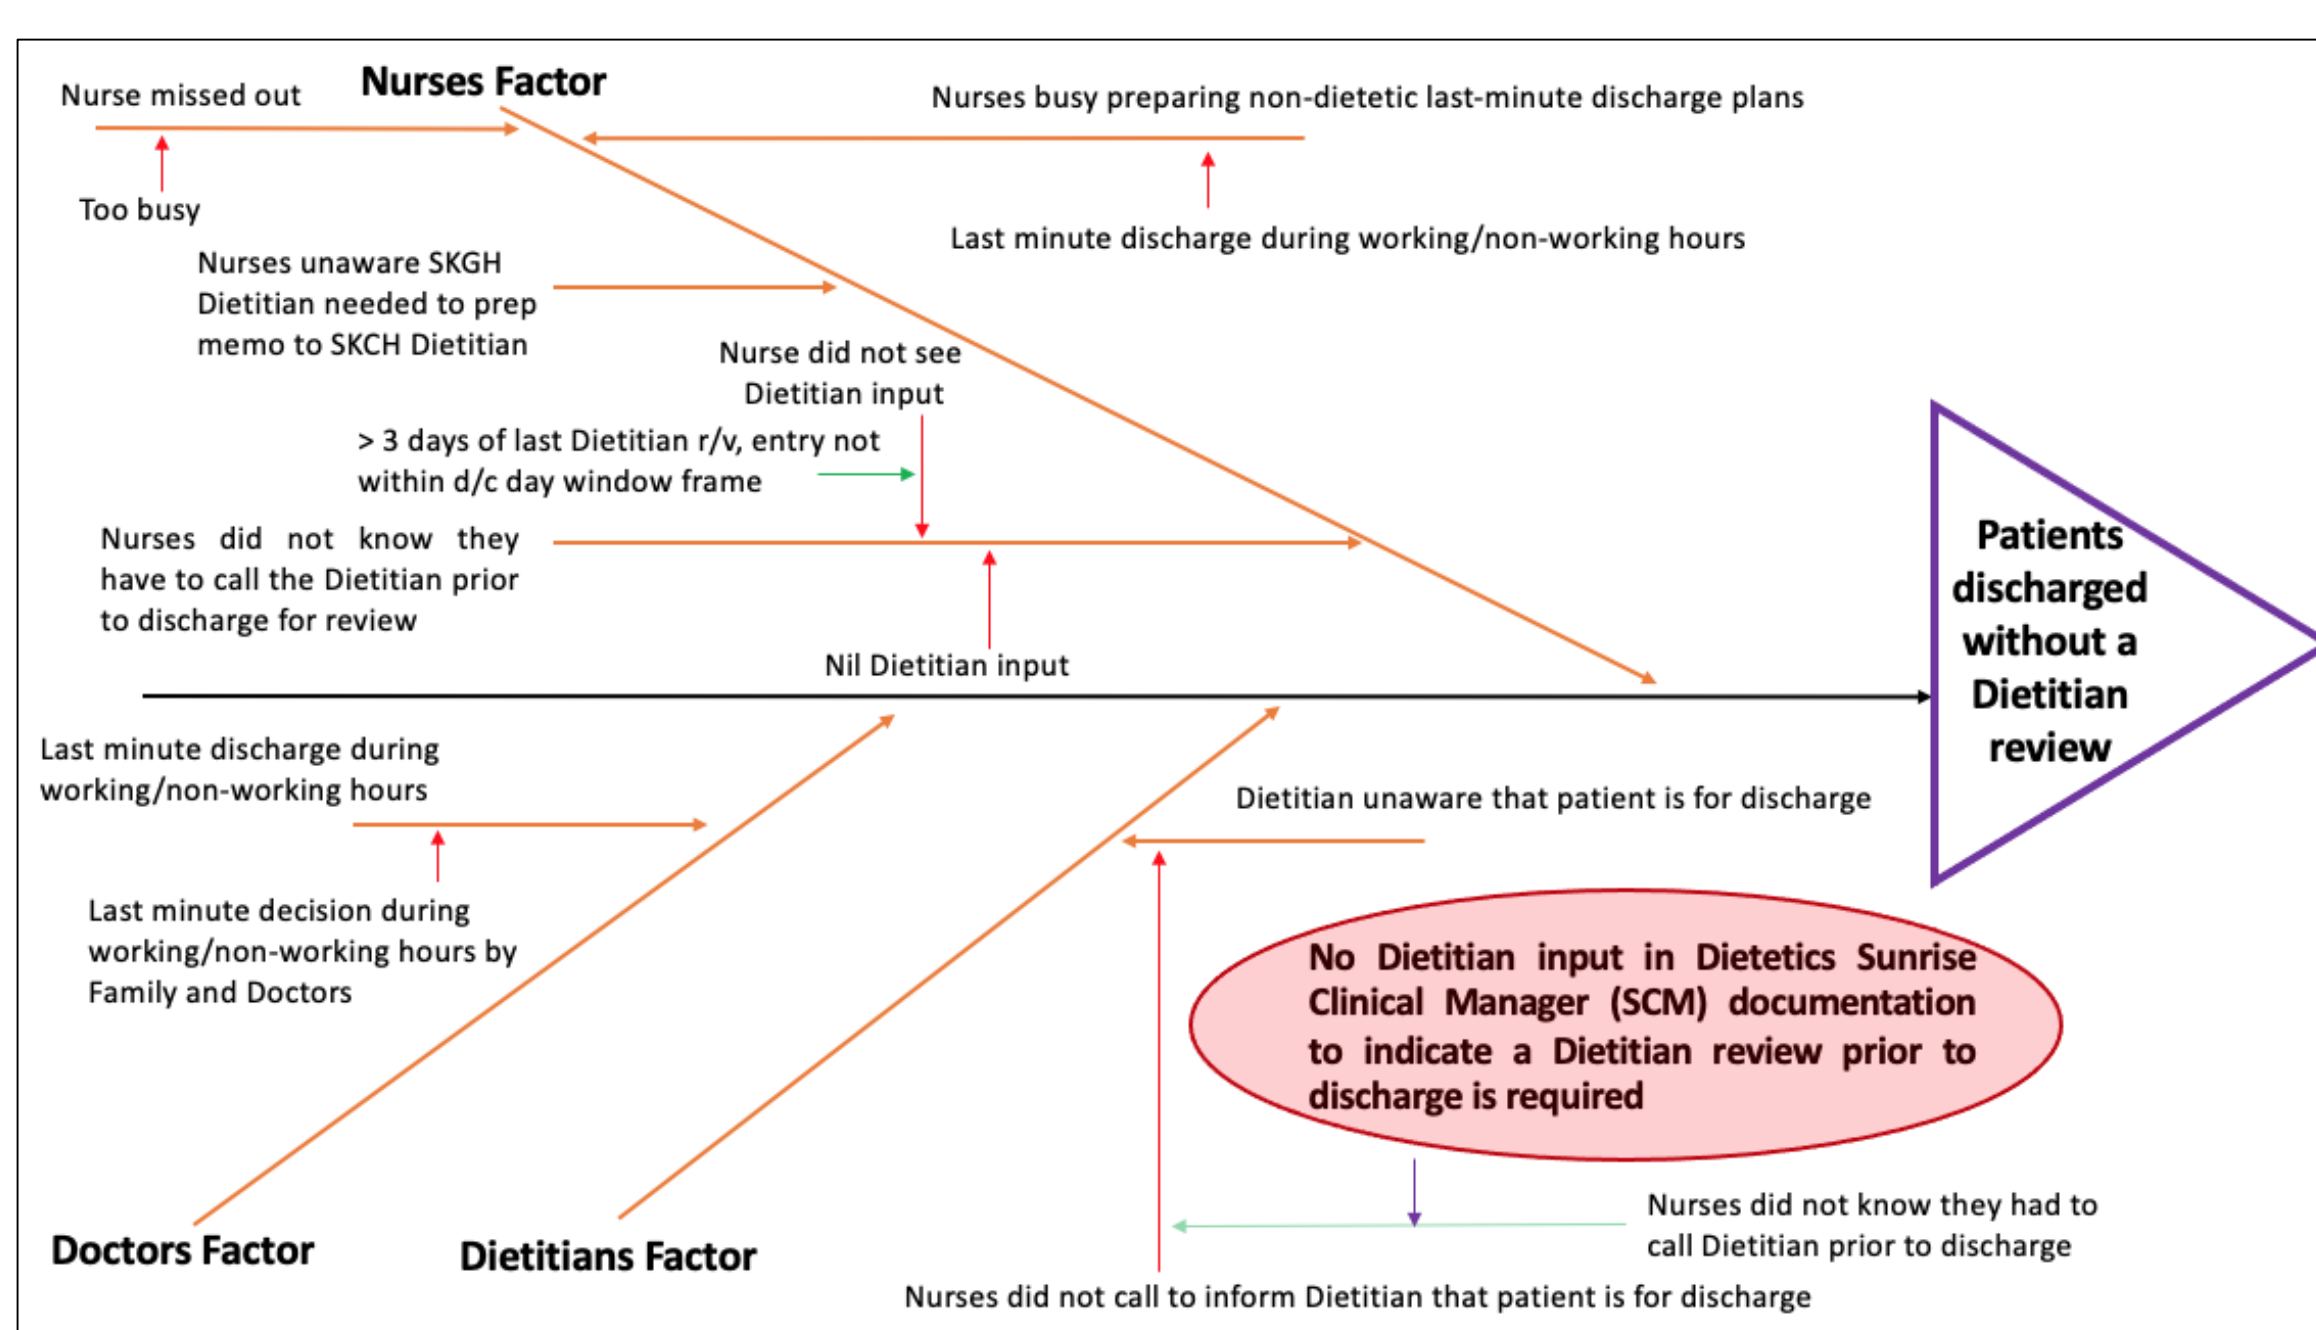 Nurse missed out
Nurses Factor
Nurses busy preparing non-dietetic last-minute discharge plans
Too busy
Last minute discharge during working/non-working hours
Nurses unaware SKGH
Dietitian needed to prep
memo to SKCH Dietitian
Nurse did not see
Dietitian input
> 3 days of last Dietitian r/v, entry not
within d/c day window frame
Nurses did not know they
have to call the Dietitian prior
to discharge for review
Nil Dietitian input
Patients
discharged
without a
Dietitian
review
Last minute discharge during
working/non-working hours
Last minute decision during
working/non-working hours by
Family and Doctors
Dietitian unaware that patient is for discharge
No Dietitian input in Dietetics Sunrise
Clinical Manager (SCM) documentation
to indicate a Dietitian review prior to
discharge is required
Nurses did not know they had to
call Dietitian prior to discharge
Doctors Factor
Dietitians Factor
Nurses did not call to inform Dietitian that patient is for discharge